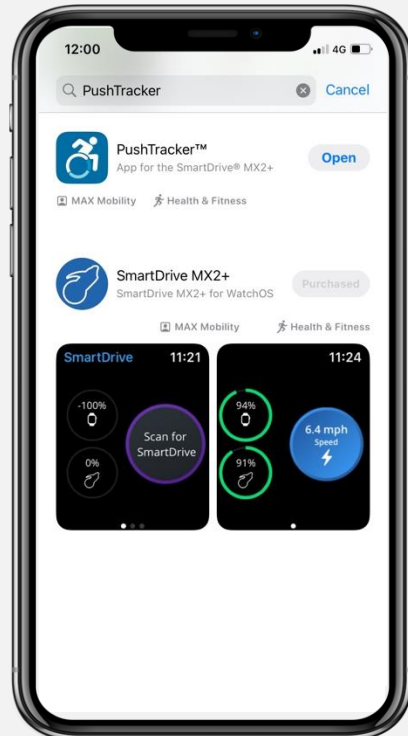 12:00
4G
PushTracker
Cancel
PushTracker™
App for the SmartDrive® MX2+
Open
MAX Mobility
Health & Fitness
SmartDrive MX2+
SmartDrive MX2+ for WatchOS
Purchased
MAX Mobility
Health & Fitness
SmartDrive 11:21
-100%
Scan for
SmartDrive
0%
11:24
94%
6.4 mph
Speed
91%